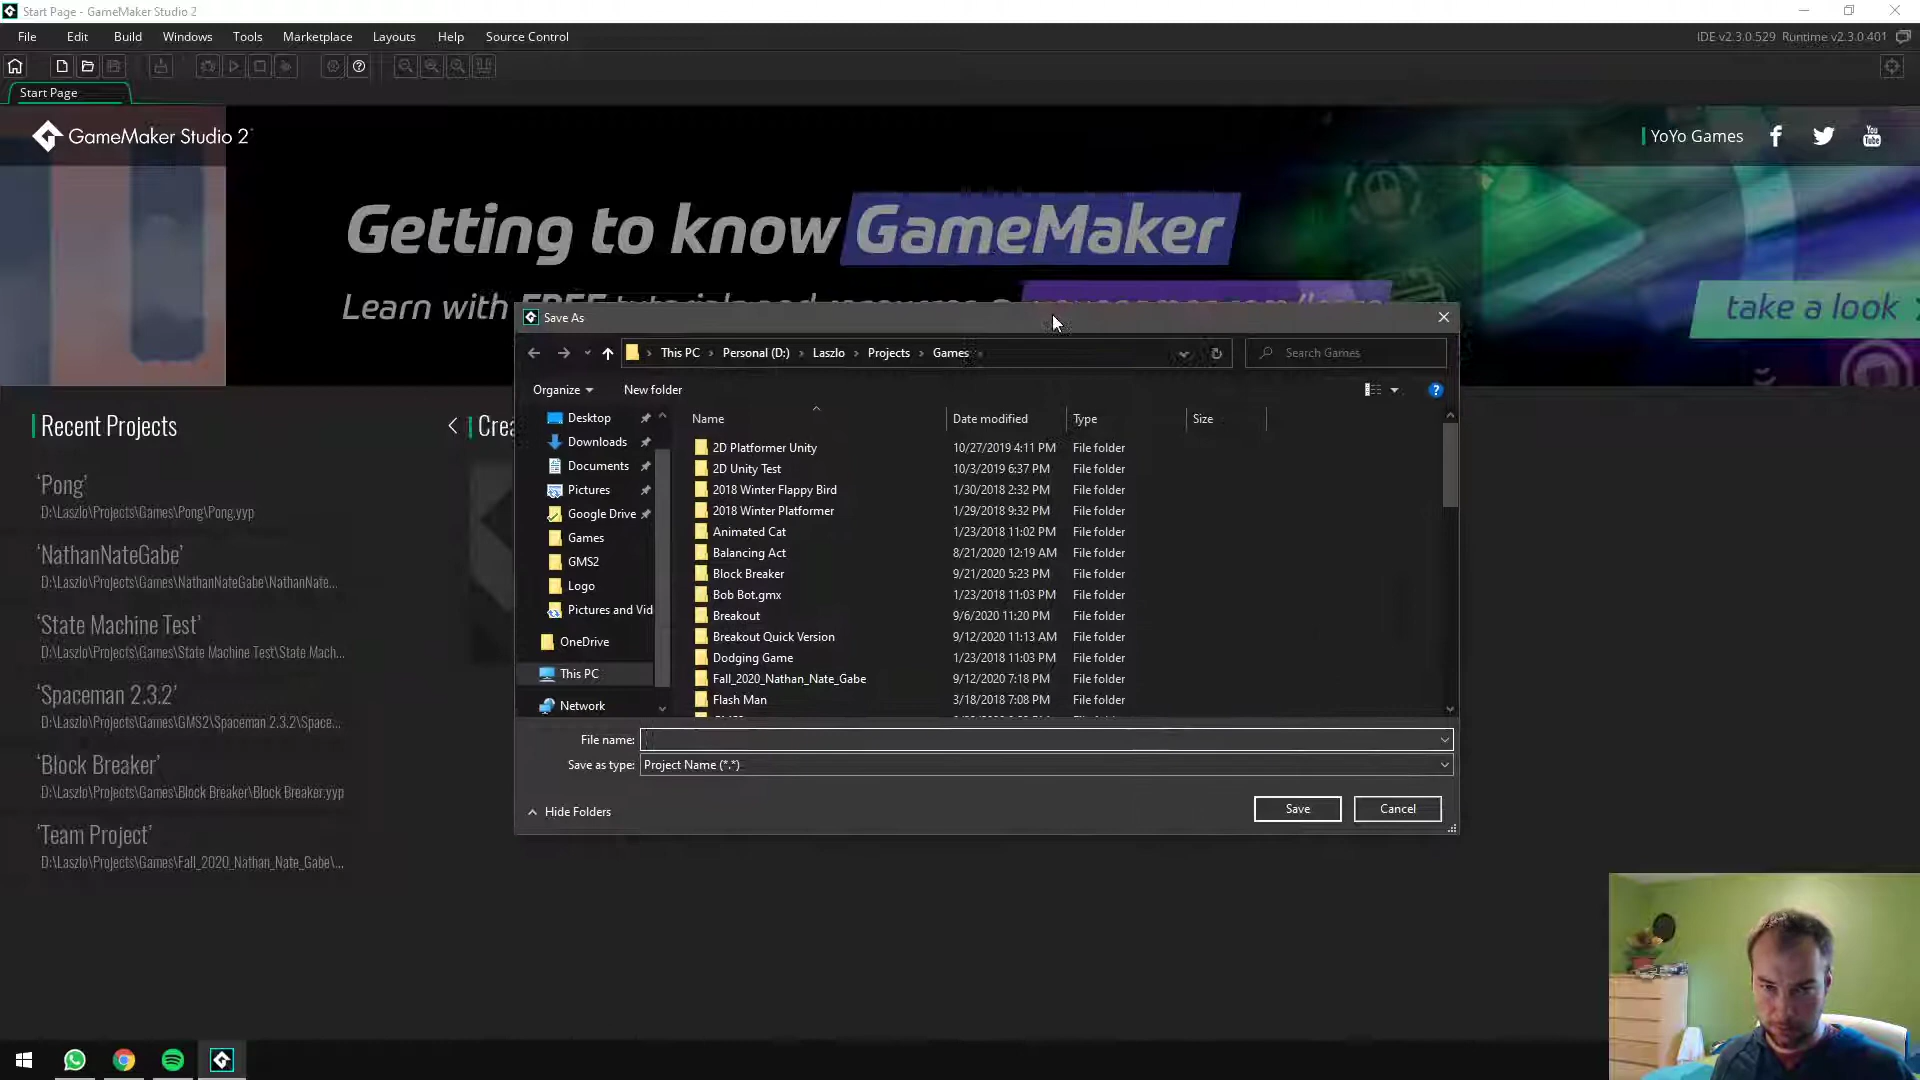 Start Page - GameMaker Studio 2
File Edit Build Windows Tools Marketplace Layouts Help Source Control
IDE v2.3.0.529 Runtime v2.3.0.401
Start Page
GameMaker Studio 2
YoYo Games
You Tube
Getting to know GameMaker
Learn with FREE tutorials and
take a look
Save As
This PC Personal (D:) Laszlo Projects Games
Search Games
Organize New folder
Name Date modified Type Size
Desktop
Downloads
Documents
Pictures
Google Drive
Games
GMS2
Logo
Pictures and Vid
OneDrive
This PC
Network
2D Platformer Unity 10/27/2019 4:11 PM File folder
2D Unity Test 10/3/2019 6:37 PM File folder
2018 Winter Flappy Bird 1/30/2018 2:32 PM File folder
2018 Winter Platformer 1/29/2018 9:32 PM File folder
Animated Cat 1/23/2018 11:02 PM File folder
Balancing Act 8/21/2020 12:19 AM File folder
Block Breaker 9/21/2020 5:23 PM File folder
Bob Bot.gmx 1/23/2018 11:03 PM File folder
Breakout 9/6/2020 11:20 PM File folder
Breakout Quick Version 9/12/2020 11:13 AM File folder
Dodging Game 1/23/2018 11:03 PM File folder
Fall_2020_Nathan_Nate_Gabe 9/12/2020 7:18 PM File folder
Flash Man 3/18/2018 7:08 PM File folder
File name:
Save as type: Project Name (*.*)
Hide Folders
Save Cancel
Recent Projects
Crea
'Pong'
D:\Laszlo\Projects\Games\Pong\Pong.yyp
'NathanNateGabe'
D:\Laszlo\Projects\Games\NathanNateGabe\NathanNate...
'State Machine Test'
D:\Laszlo\Projects\Games\State Machine Test\State Mach...
'Spaceman 2.3.2'
D:\Laszlo\Projects\Games\GMS2\Spaceman 2.3.2\Space...
'Block Breaker'
D:\Laszlo\Projects\Games\Block Breaker\Block Breaker.yyp
'Team Project'
D:\Laszlo\Projects\Games\Fall_2020_Nathan_Nate_Gabe\...